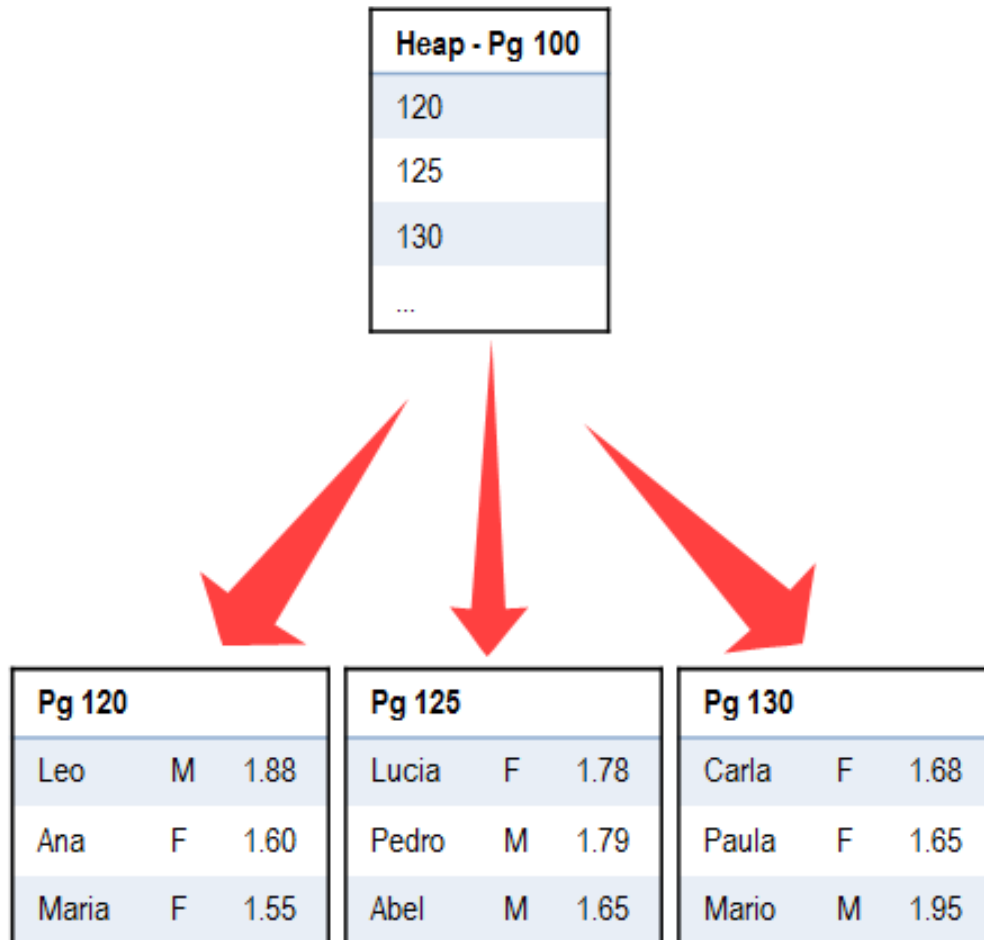 Heap - Pg 100
120
125
130
...
Pg 120
Leo M 1.88
Ana F 1.60
Maria F 1.55
Pg 125
Lucia F 1.78
Pedro M 1.79
Abel M 1.65
Pg 130
Carla F 1.68
Paula F 1.65
Mario M 1.95